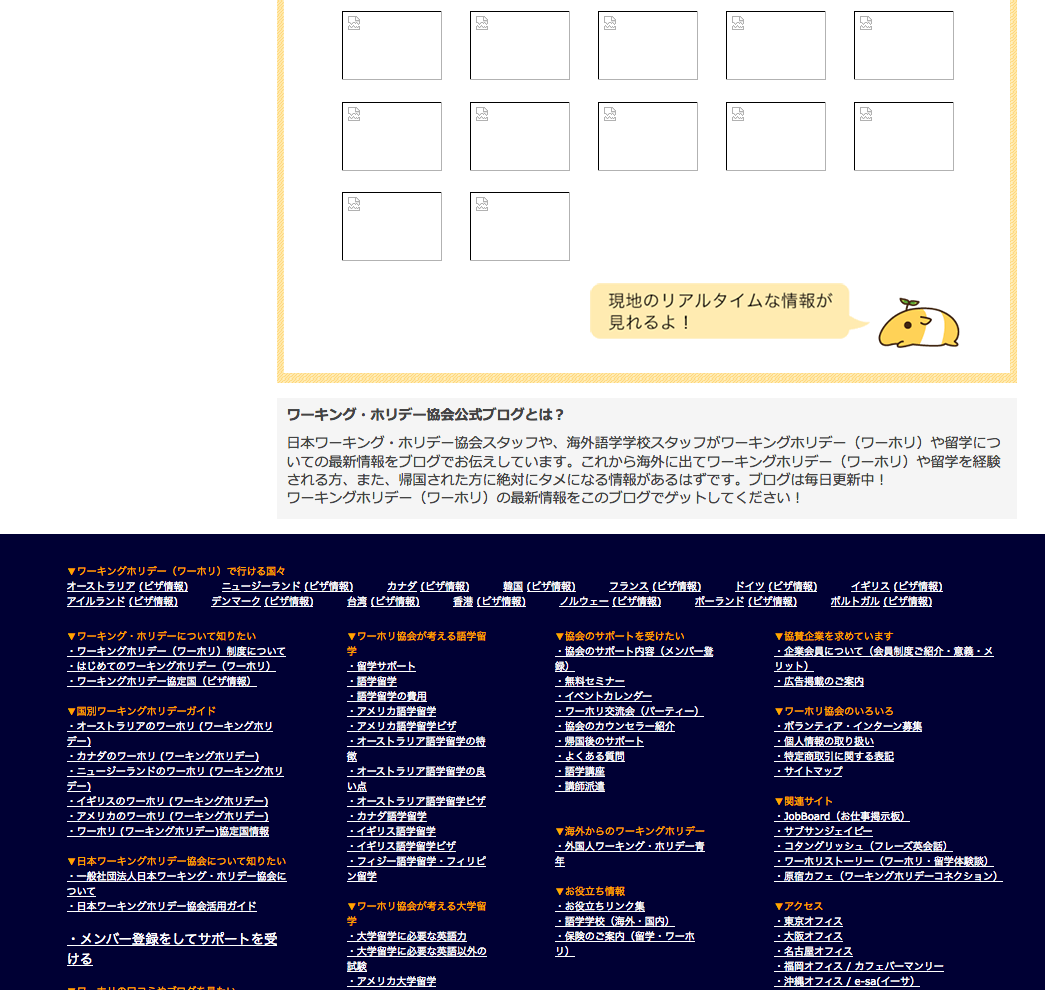 現地のリアルタイムな情報が
見れるよ！
ワーキング・ホリデー協会公式ブログとは？
日本ワーキング・ホリデー協会スタッフや、海外語学学校スタッフがワーキングホリデー（ワーホリ）や留学につ
いての最新情報をブログでお伝えしています。これから海外に出てワーキングホリデー（ワーホリ）や留学を経験
される方、また、帰国された方に絶対にタメになる情報があるはずです。ブログは毎日更新中！
ワーキングホリデー（ワーホリ）の最新情報をこのブログでゲットしてください！
▼ワーキングホリデー（ワーホリ）で行ける国々
オーストラリア (ビザ情報) ニュージーランド (ビザ情報) カナダ (ビザ情報) 韓国 (ビザ情報) フランス (ビザ情報) ドイツ (ビザ情報) イギリス (ビザ情報)
アイルランド (ビザ情報) デンマーク (ビザ情報) 台湾 (ビザ情報) 香港 (ビザ情報) ノルウェー (ビザ情報) ポーランド (ビザ情報) ポルトガル (ビザ情報)
▼ワーキング・ホリデーについて知りたい
・ワーキングホリデー（ワーホリ）制度について
・はじめてのワーキングホリデー（ワーホリ）
・ワーキングホリデー協定国（ビザ情報）
▼国別ワーキングホリデーガイド
・オーストラリアのワーホリ (ワーキングホリ
デー)
・カナダのワーホリ (ワーキングホリデー)
・ニュージーランドのワーホリ (ワーキングホリ
デー)
・イギリスのワーホリ (ワーキングホリデー)
・アメリカのワーホリ (ワーキングホリデー)
・ワーホリ (ワーキングホリデー)協定国情報
▼日本ワーキングホリデー協会について知りたい
・一般社団法人日本ワーキング・ホリデー協会に
ついて
・日本ワーキングホリデー協会活用ガイド
・メンバー登録をしてサポートを受
ける
▼ワーホリ協会が考える語学留
学
・留学サポート
・語学留学
・語学留学の費用
・アメリカ語学留学
・アメリカ語学留学ビザ
・オーストラリア語学留学の特
徴
・オーストラリア語学留学の良
い点
・オーストラリア語学留学ビザ
・カナダ語学留学
・イギリス語学留学
・イギリス語学留学ビザ
・フィジー語学留学・フィリピ
ン留学
▼ワーホリ協会が考える大学留
学
・大学留学に必要な英語力
・大学留学に必要な英語以外の
試験
・アメリカ大学留学
▼協会のサポートを受けたい
・協会のサポート内容（メンバー登
録）
・無料セミナー
・イベントカレンダー
・ワーホリ交流会（パーティー）
・協会のカウンセラー紹介
・帰国後のサポート
・よくある質問
・語学講座
・講師派遣
▼海外からのワーキングホリデー
・外国人ワーキング・ホリデー青
年
▼お役立ち情報
・お役立ちリンク集
・語学学校（海外・国内）
・保険のご案内（留学・ワーホ
リ）
▼協賛企業を求めています
・企業会員について（会員制度ご紹介・意義・メ
リット）
・広告掲載のご案内
▼ワーホリ協会のいろいろ
・ボランティア・インターン募集
・個人情報の取り扱い
・特定商取引に関する表記
・サイトマップ
▼関連サイト
・JobBoard（お仕事掲示板）
・サブサンジェイピー
・コタングリッシュ（フレーズ英会話）
・ワーホリストーリー（ワーホリ・留学体験談）
・原宿カフェ（ワーキングホリデーコネクション）
▼アクセス
・東京オフィス
・大阪オフィス
・名古屋オフィス
・福岡オフィス / カフェバーマンリー
・沖縄オフィス / e-sa(イーサ）